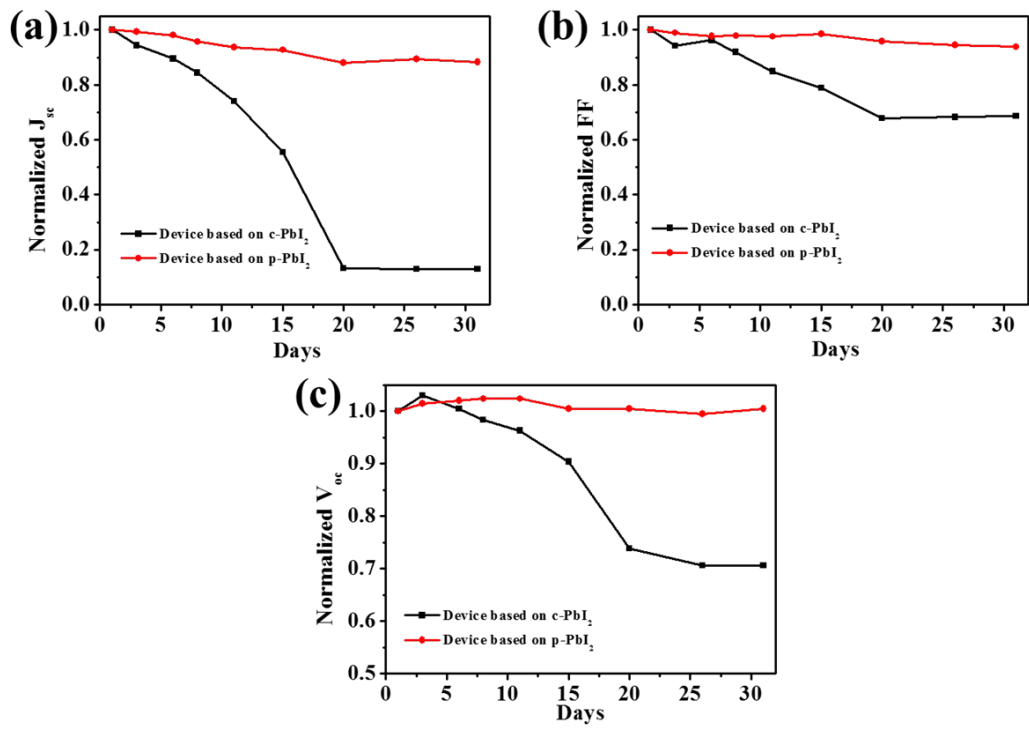 (a)
1.0
0.8
0.6
0.4
0.2
0.0
Normalized J_sc
Device based on c-PbI₂
Device based on p-PbI₂
0 5 10 15 20 25 30
Days
(b)
1.0
0.8
0.6
0.4
0.2
0.0
Normalized FF
Device based on c-PbI₂
Device based on p-PbI₂
0 5 10 15 20 25 30
Days
(c)
1.0
0.9
0.8
0.7
0.6
0.5
Normalized V_oc
Device based on c-PbI₂
Device based on p-PbI₂
0 5 10 15 20 25 30
Days